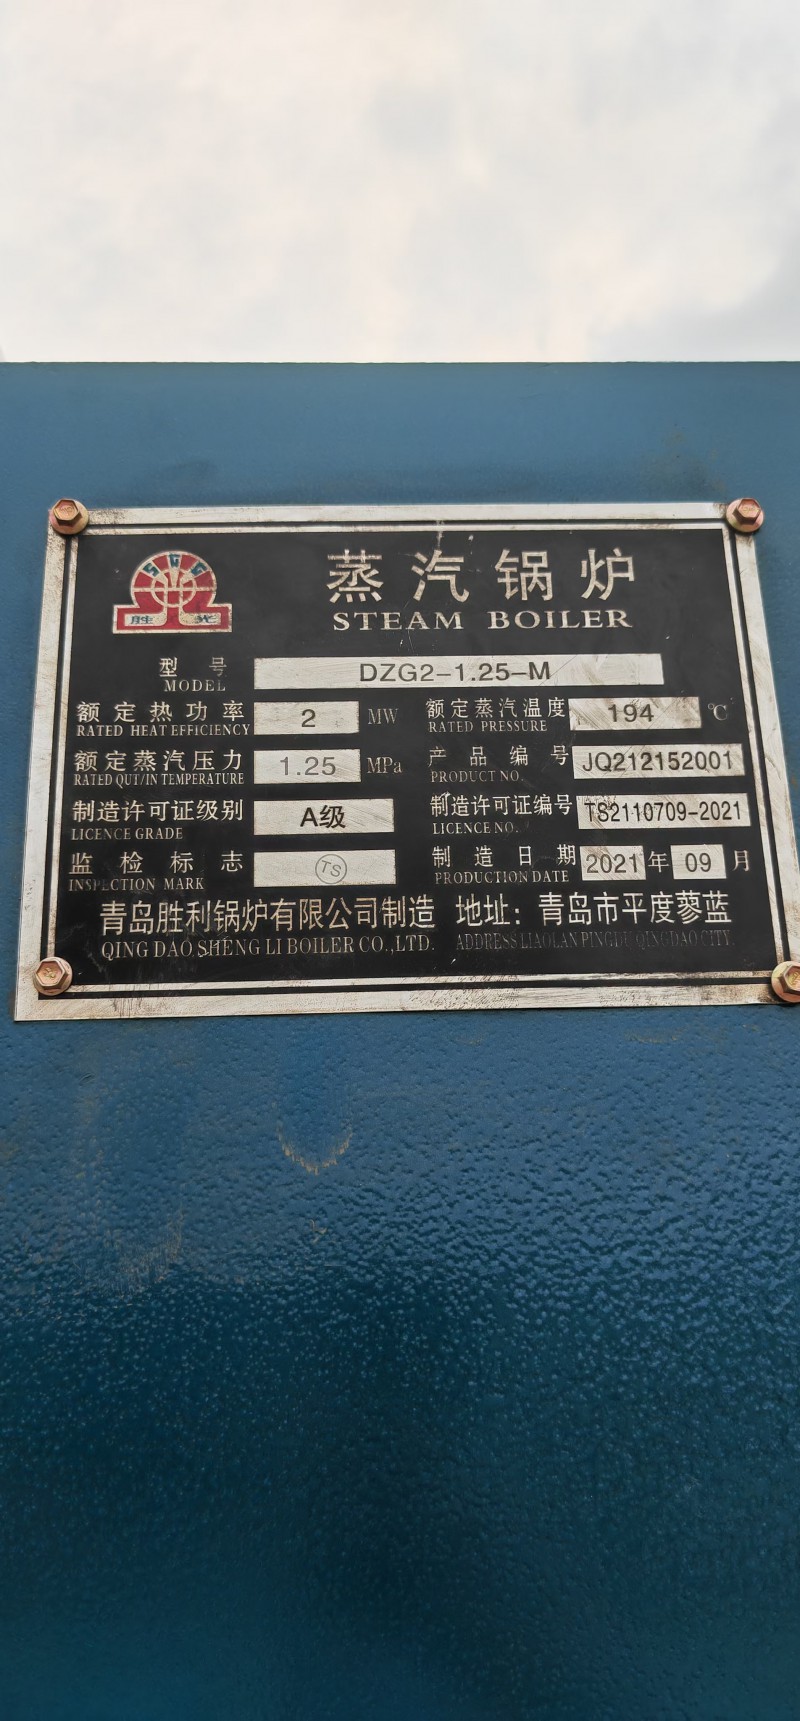 SGG
胜 光
蒸汽锅炉
STEAM BOILER
型号 DZG2-1.25-M
MODEL
额定热功率 2 MW 额定蒸汽温度 194 ℃
RATED HEAT EFFICIENCY RATED PRESSURE
额定蒸汽压力 1.25 MPa 产品编号 JQ212152001
RATED OUT/IN TEMPERATURE PRODUCT NO.
制造许可证级别 A级 制造许可证编号 TS2110709-2021
LICENCE GRADE LICENCE NO.
监检标志 TS 制造日期 2021 年 09 月
INSPECTION MARK PRODUCTION DATE
青岛胜利锅炉有限公司制造 地址：青岛市平度蓼蓝
QING DAO SHENG LI BOILER CO.,LTD. ADDRESS LIAOLAN PINGDU QINGDAO CITY